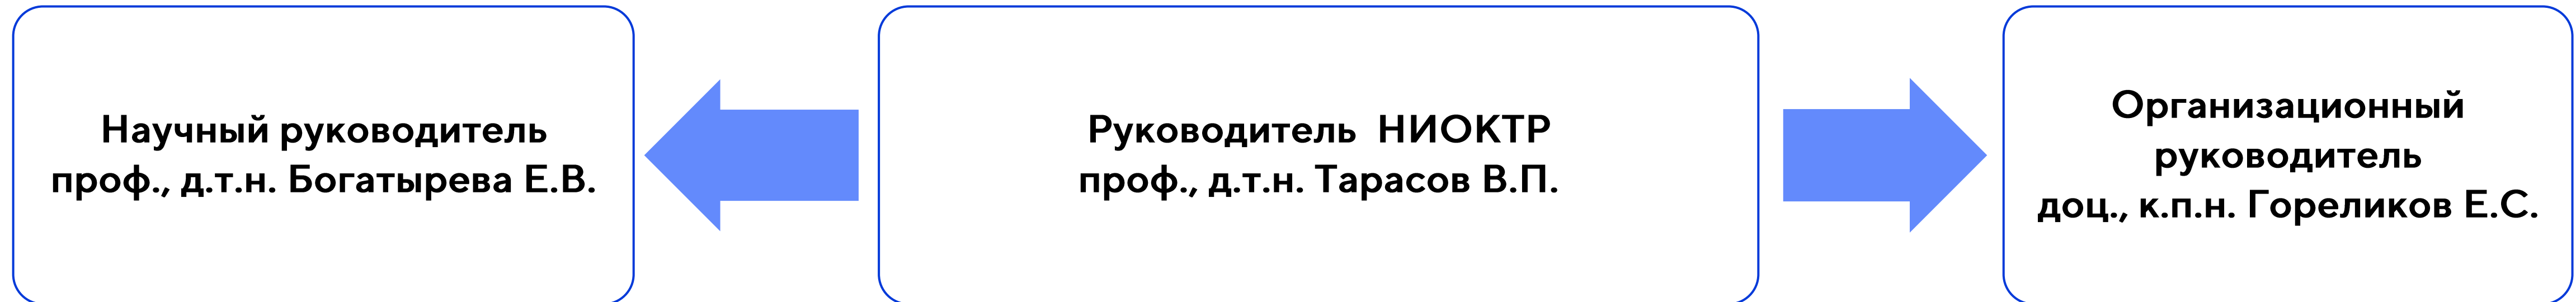 Научный руководитель
проф., д.т.н. Богатырева Е.В.
Руководитель  НИОКТР
проф., д.т.н. Тарасов В.П.
Организационный
руководитель
доц., к.п.н. Гореликов Е.С.